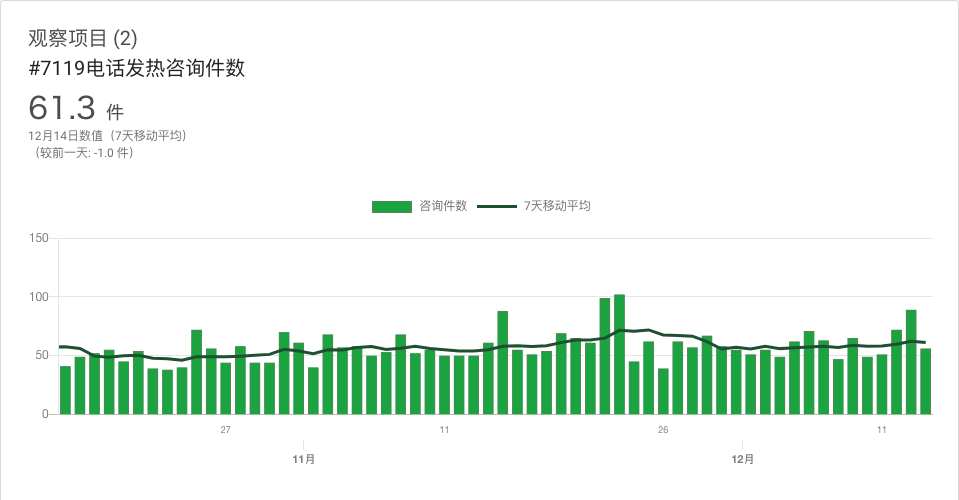 观察项目 (2)
#7119电话发热咨询件数
61.3 件
12月14日数值（7天移动平均）
（较前一天: -1.0 件）
咨询件数 7天移动平均
150
100
50
0
27 11 26 11
11月 12月